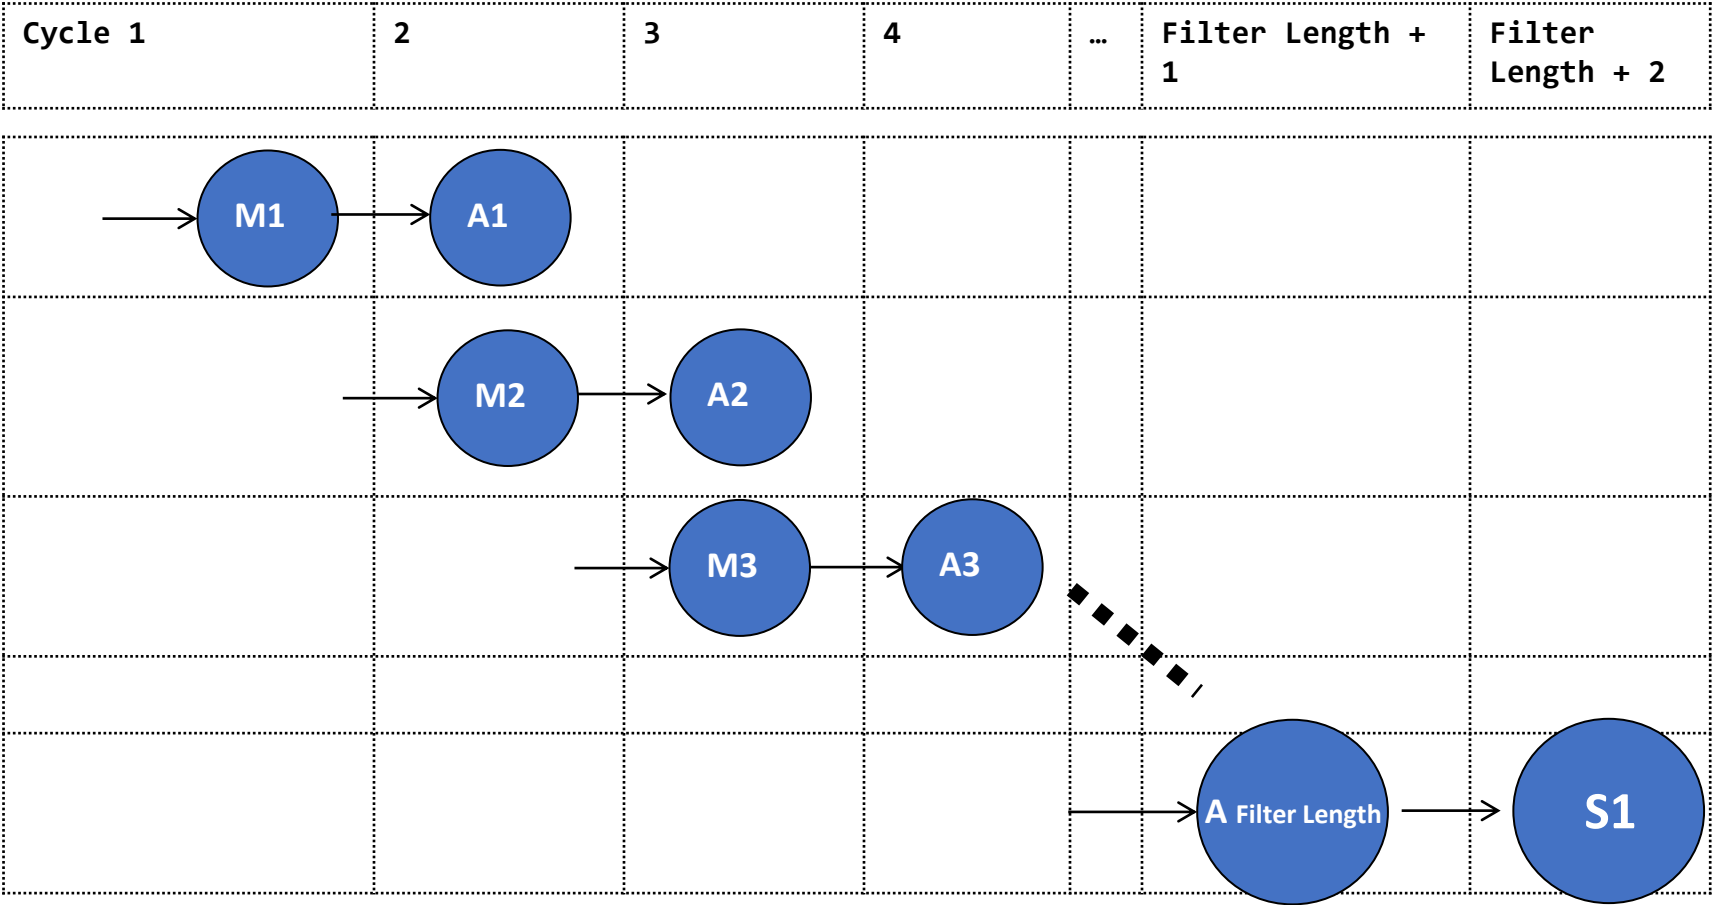 Cycle 1 2 3 4 … Filter Length + Filter
1 Length + 2
M1 A1
M2 A2
M3 A3
A Filter Length S1